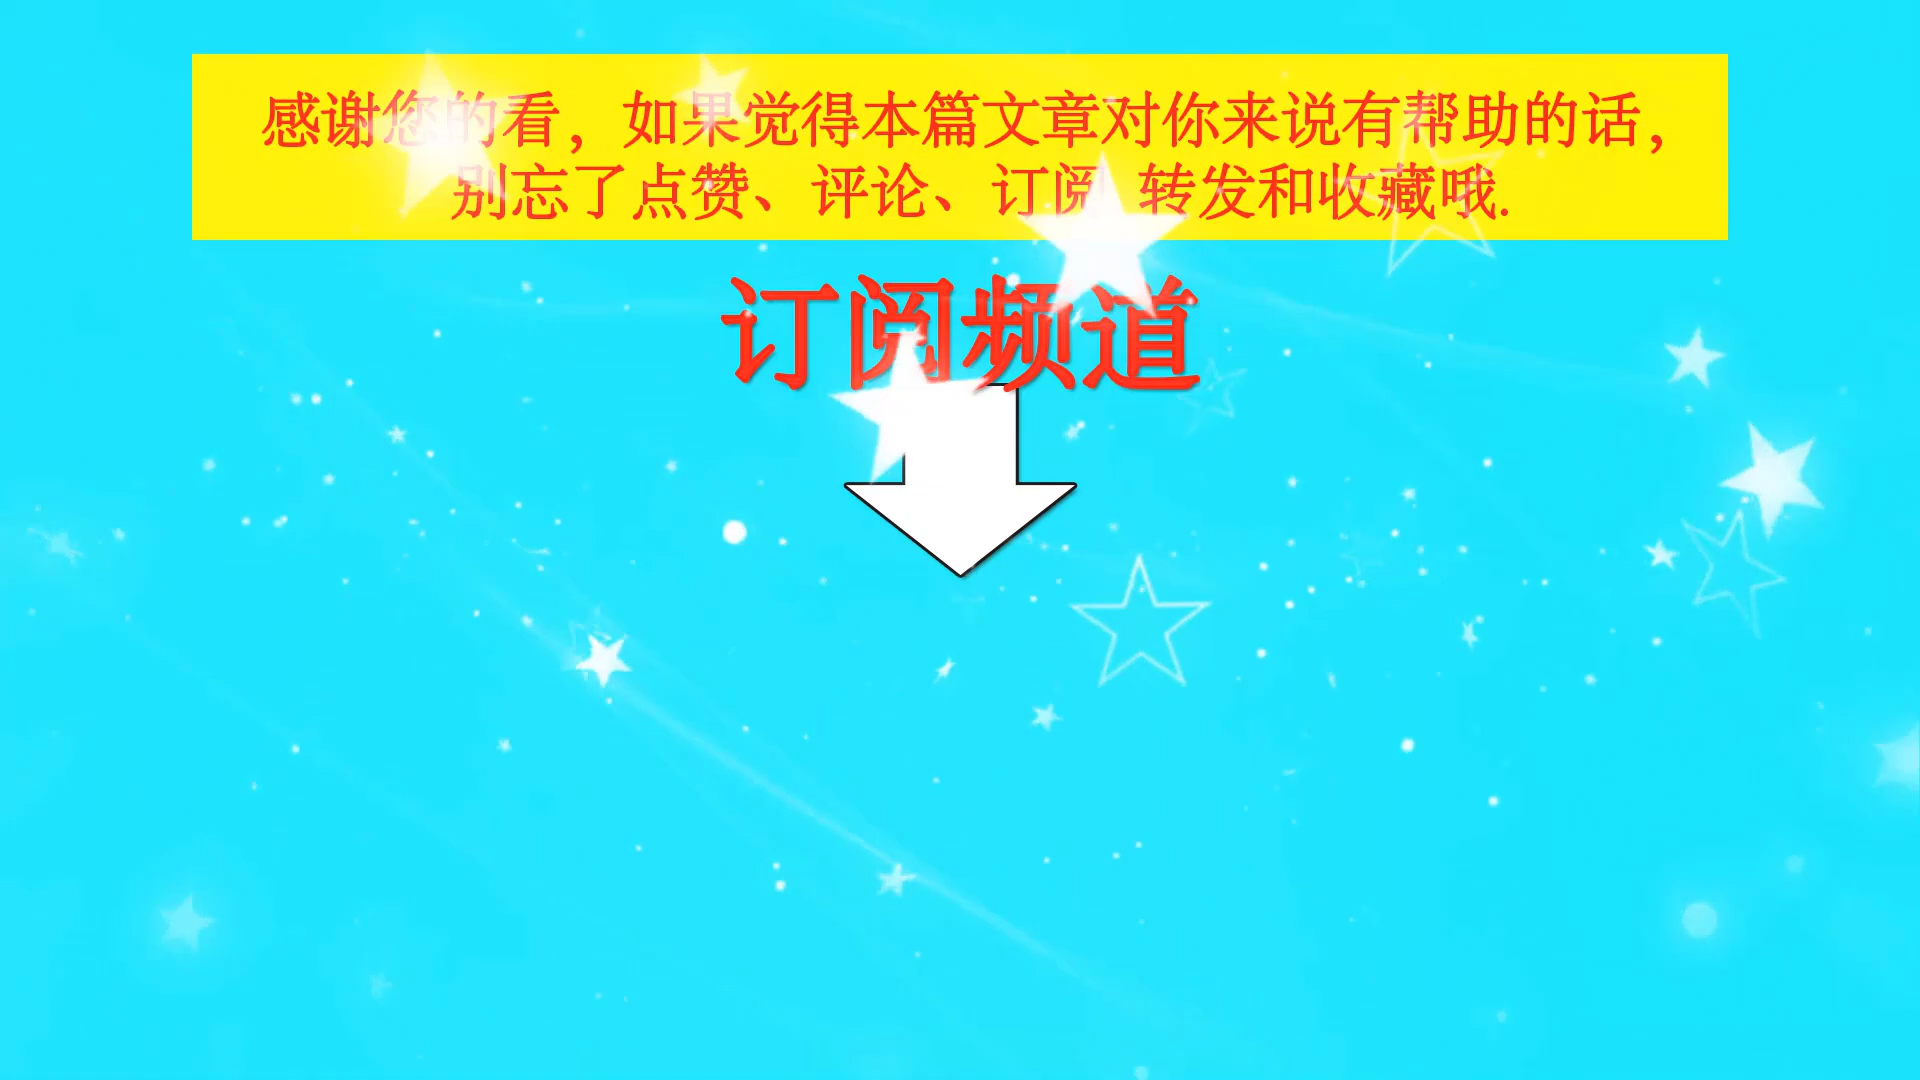 感谢您的看，如果觉得本篇文章对你来说有帮助的话，
别忘了点赞、评论、订阅 转发和收藏哦.
订阅频道